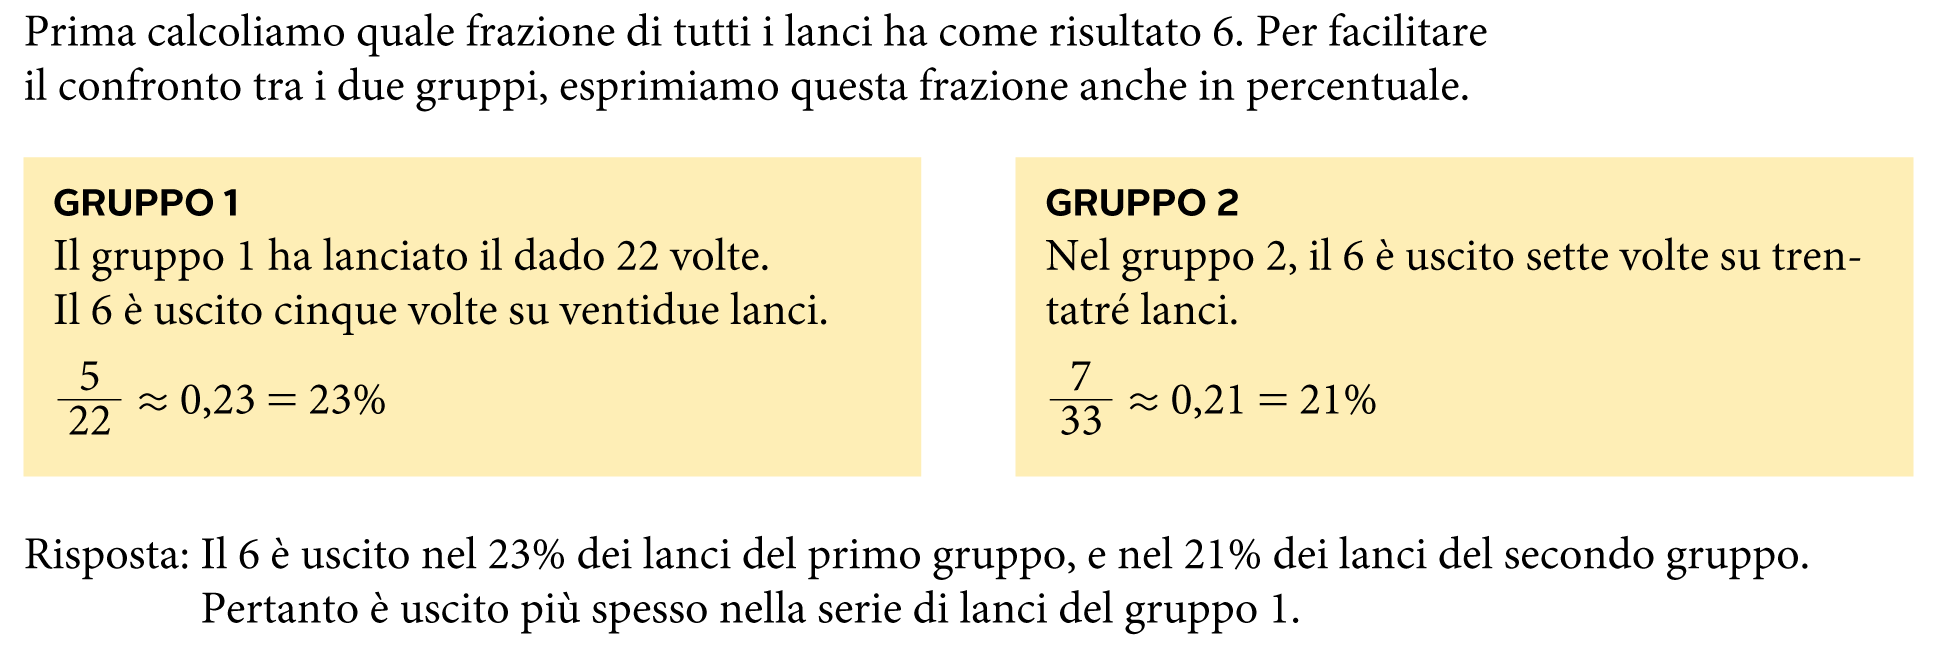 Prima calcoliamo quale frazione di tutti i lanci ha come risultato 6. Per facilitare
il confronto tra i due gruppi, esprimiamo questa frazione anche in percentuale.
GRUPPO 1
Il gruppo 1 ha lanciato il dado 22 volte.
Il 6 è uscito cinque volte su ventidue lanci.
5/22 ≈ 0,23 = 23%
GRUPPO 2
Nel gruppo 2, il 6 è uscito sette volte su tren-
tatré lanci.
7/33 ≈ 0,21 = 21%
Risposta: Il 6 è uscito nel 23% dei lanci del primo gruppo, e nel 21% dei lanci del secondo gruppo.
Pertanto è uscito più spesso nella serie di lanci del gruppo 1.